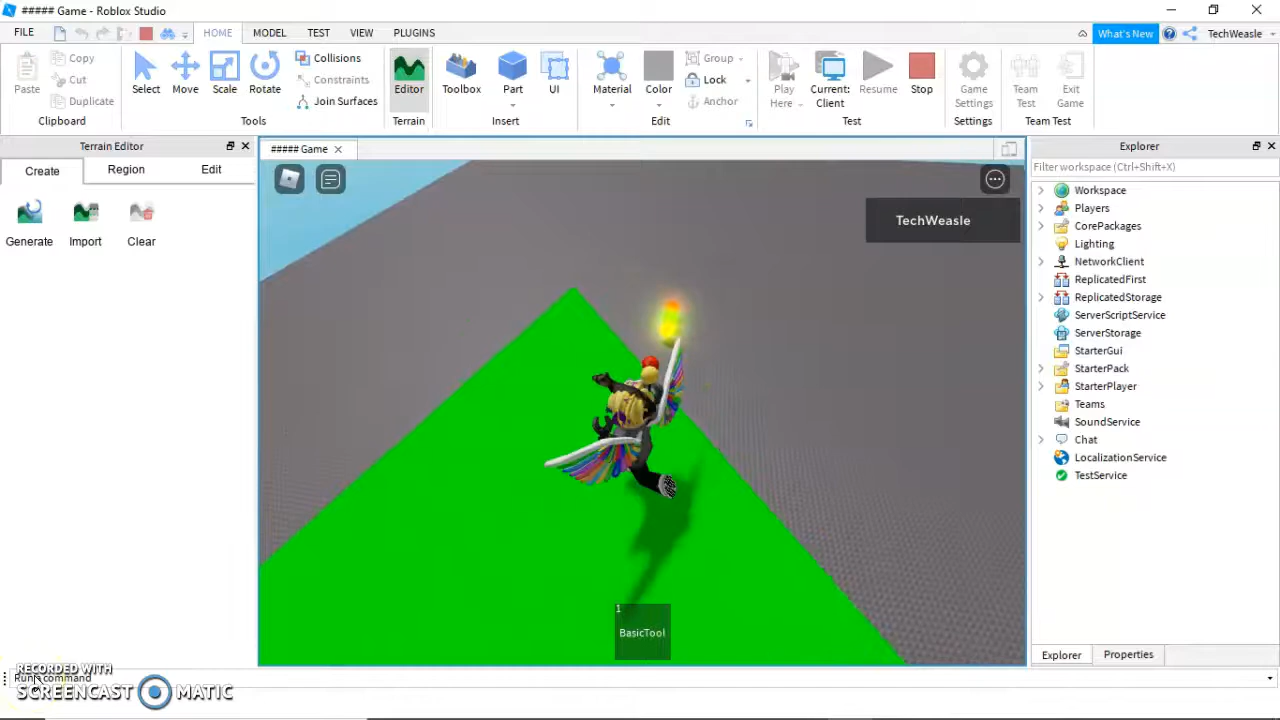 ##### Game - Roblox Studio
FILE HOME MODEL TEST VIEW PLUGINS What's New TechWeasle
Paste Copy Cut Duplicate
Clipboard
Select Move Scale Rotate Collisions Constraints Join Surfaces
Tools
Editor
Terrain
Toolbox Part UI
Insert
Material Color Group Lock Anchor
Edit
Play Here Current: Client Resume Stop
Test
Game Settings
Settings
Team Test Exit Game
Team Test
Terrain Editor
Create Region Edit
Generate Import Clear
##### Game
TechWeasle
1
BasicTool
Explorer
Filter workspace (Ctrl+Shift+X)
Workspace
Players
CorePackages
Lighting
NetworkClient
ReplicatedFirst
ReplicatedStorage
ServerScriptService
ServerStorage
StarterGui
StarterPack
StarterPlayer
Teams
SoundService
Chat
LocalizationService
TestService
Explorer Properties
RECORDED WITH
Run a command
SCREENCAST MATIC